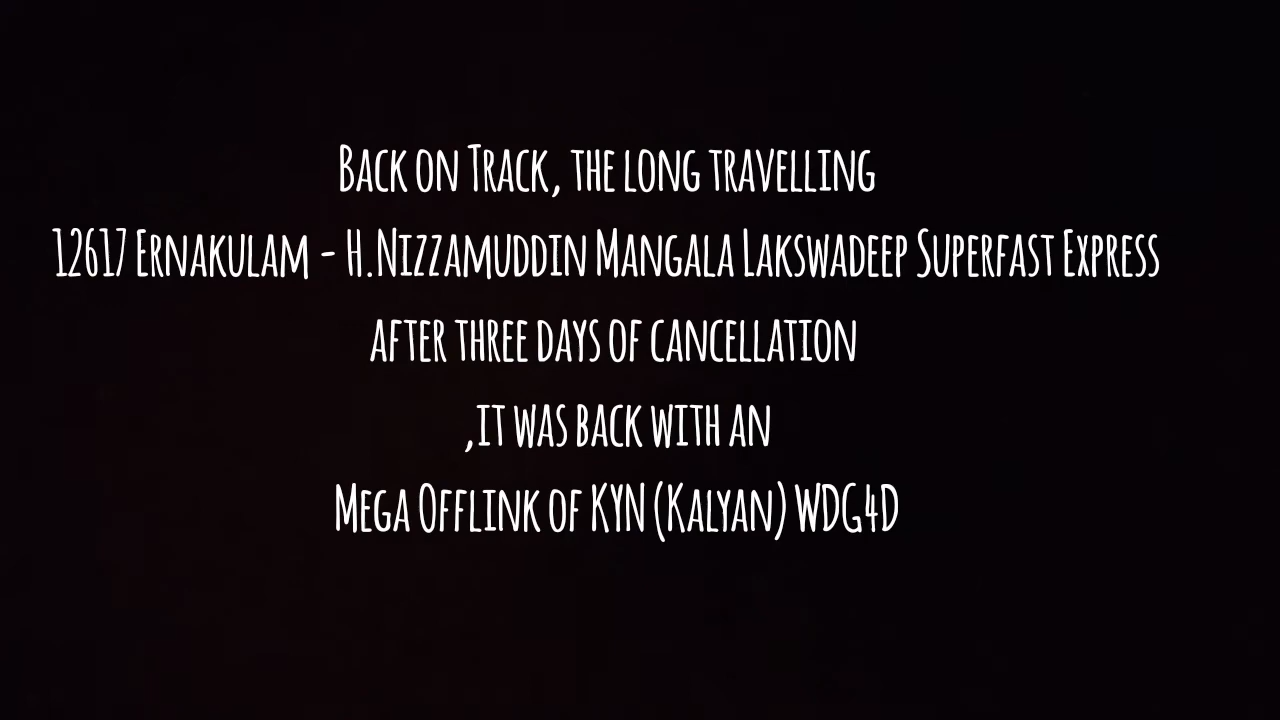 Back on Track, the long travelling
12617 Ernakulam - H.Nizzamuddin Mangala Lakswadeep Superfast Express
after three days of cancellation
,it was back with an
Mega Offlink of KYN (Kalyan) WDG4D